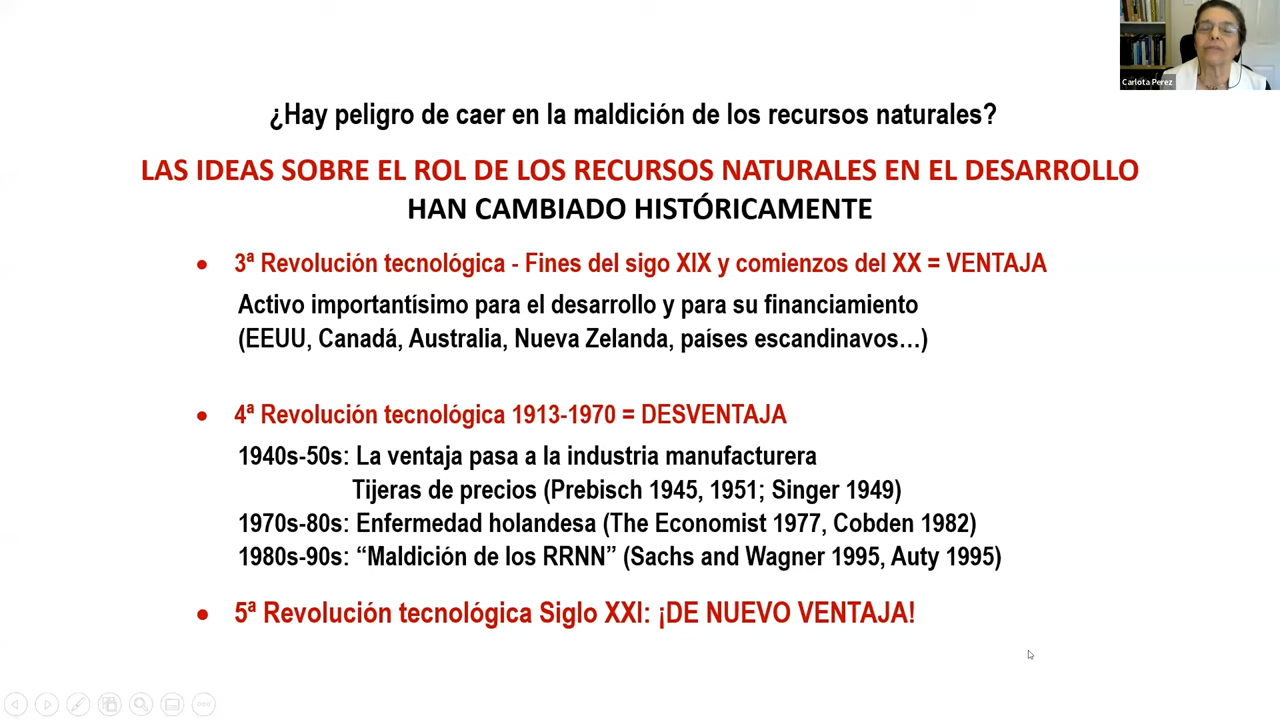 Carlota Perez
¿Hay peligro de caer en la maldición de los recursos naturales?
LAS IDEAS SOBRE EL ROL DE LOS RECURSOS NATURALES EN EL DESARROLLO
HAN CAMBIADO HISTÓRICAMENTE
• 3ª Revolución tecnológica - Fines del sigo XIX y comienzos del XX = VENTAJA
Activo importantísimo para el desarrollo y para su financiamiento
(EEUU, Canadá, Australia, Nueva Zelanda, países escandinavos...)
• 4ª Revolución tecnológica 1913-1970 = DESVENTAJA
1940s-50s: La ventaja pasa a la industria manufacturera
Tijeras de precios (Prebisch 1945, 1951; Singer 1949)
1970s-80s: Enfermedad holandesa (The Economist 1977, Cobden 1982)
1980s-90s: “Maldición de los RRNN” (Sachs and Wagner 1995, Auty 1995)
• 5ª Revolución tecnológica Siglo XXI: ¡DE NUEVO VENTAJA!